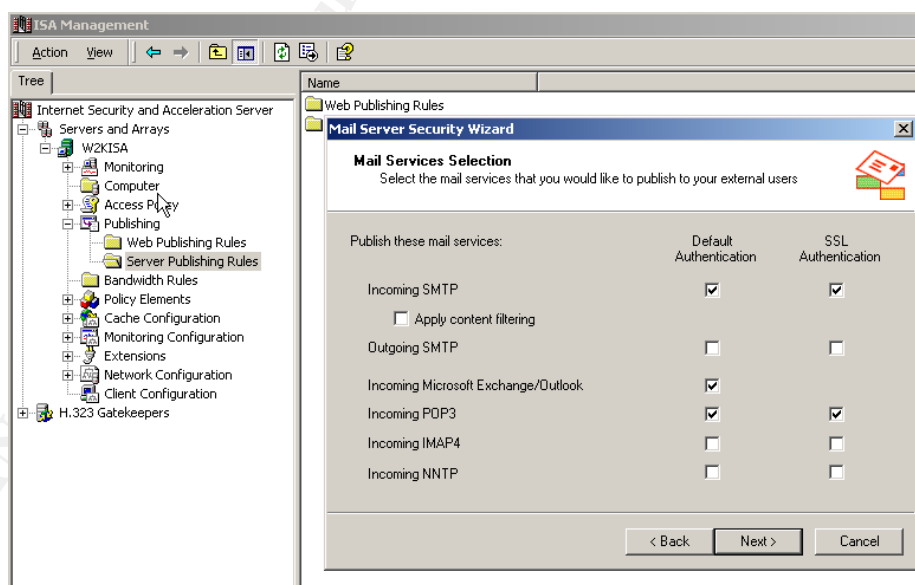 ISA Management
Action View
Tree
Name
Internet Security and Acceleration Server
Servers and Arrays
W2KISA
Monitoring
Computer
Access Policy
Publishing
Web Publishing Rules
Server Publishing Rules
Bandwidth Rules
Policy Elements
Cache Configuration
Monitoring Configuration
Extensions
Network Configuration
Client Configuration
H.323 Gatekeepers
Web Publishing Rules
Mail Server Security Wizard
Mail Services Selection
Select the mail services that you would like to publish to your external users
Publish these mail services:
Default Authentication
SSL Authentication
Incoming SMTP
Apply content filtering
Outgoing SMTP
Incoming Microsoft Exchange/Outlook
Incoming POP3
Incoming IMAP4
Incoming NNTP
< Back
Next >
Cancel